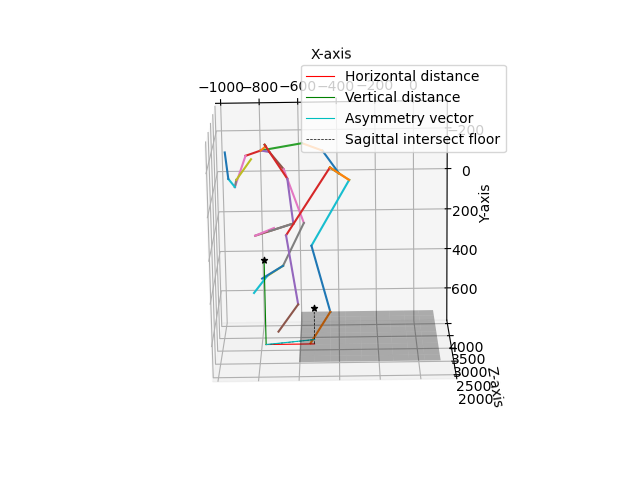 X-axis
−1000 −800 −600 −400 −200 0
Horizontal distance
Vertical distance
Asymmetry vector
Sagittal intersect floor
−200
0
200
400
600
Y-axis
4000
3500
3000
2500
2000
Z-axis